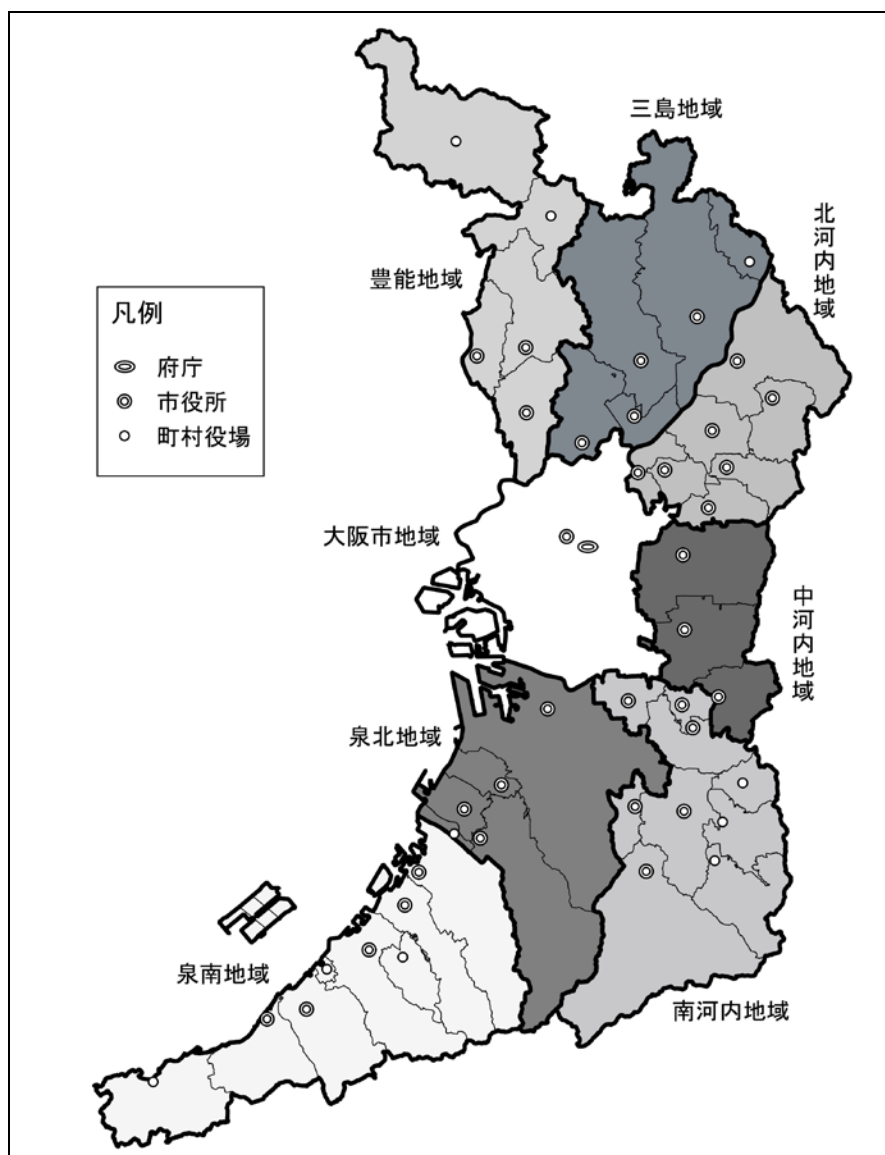 三島地域
北河内地域
豊能地域
凡例
府庁
市役所
町村役場
大阪市地域
中河内地域
泉北地域
泉南地域
南河内地域